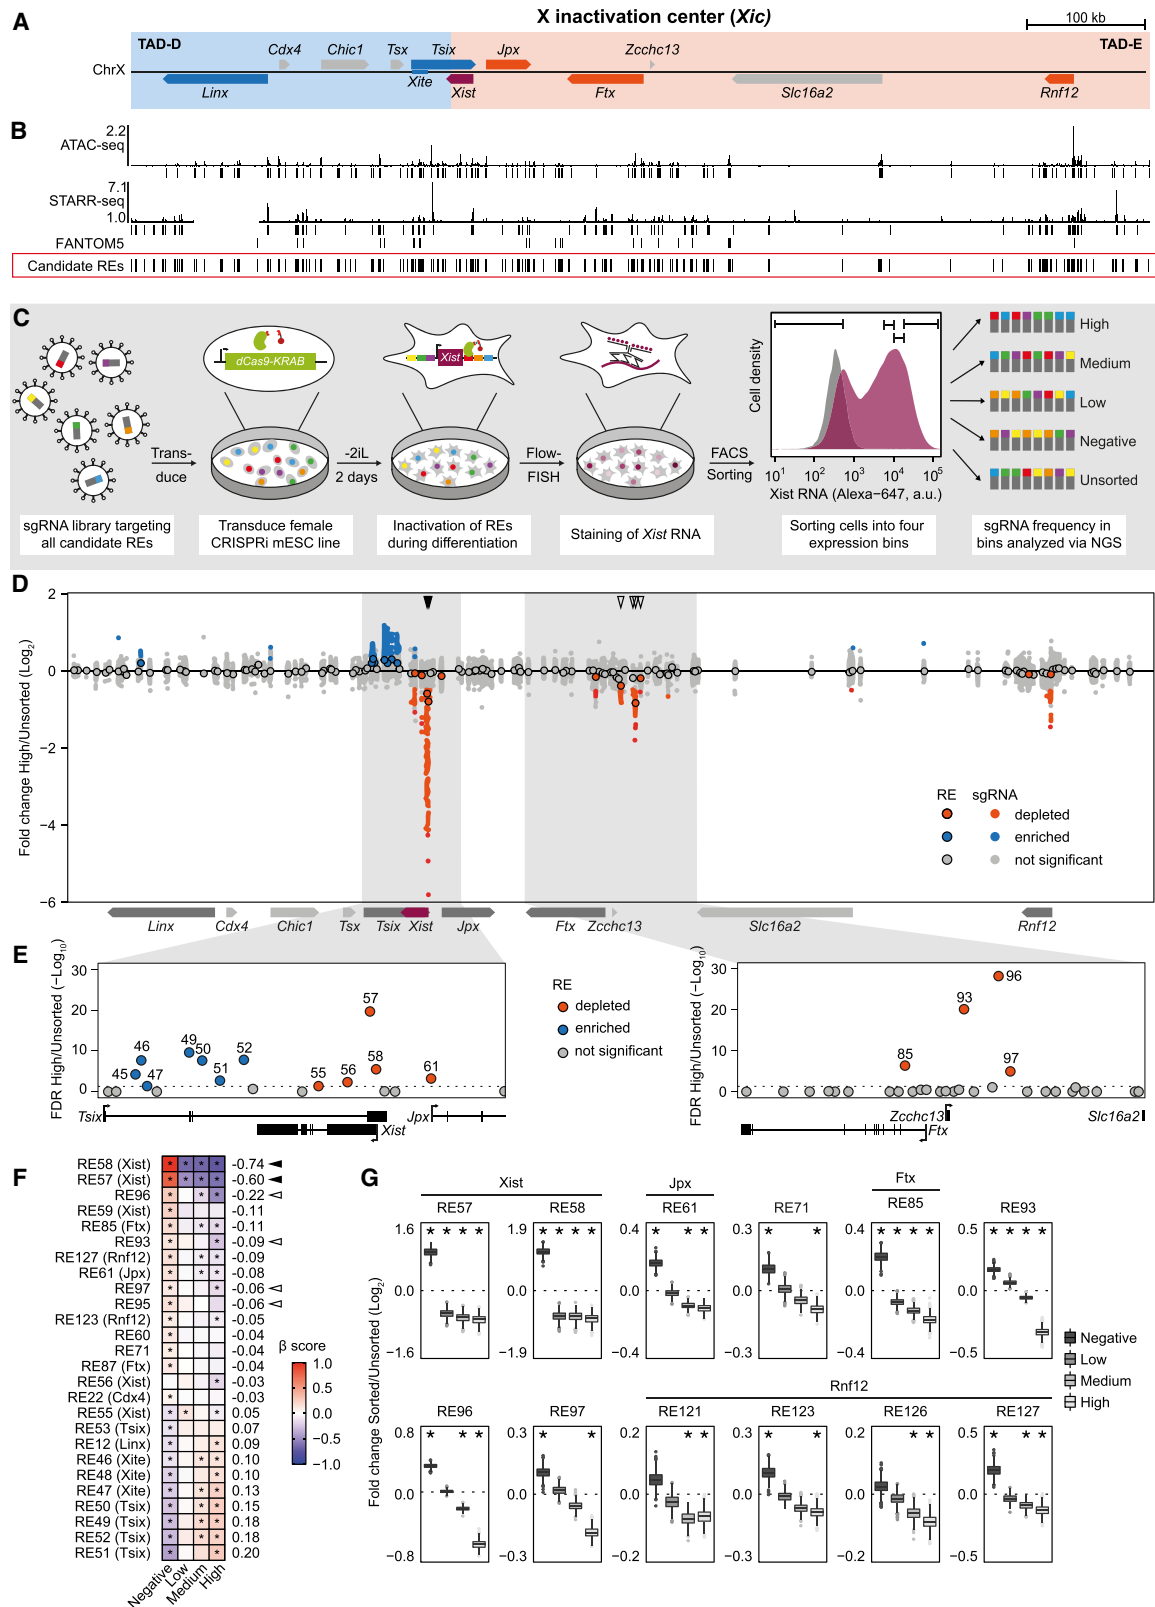 A
X inactivation center (Xic)
100 kb
TAD-D
TAD-E
Cdx4
Chic1
Tsx
Tsix
Jpx
Zcchc13
ChrX
Linx
Xite
Xist
Ftx
Slc16a2
Rnf12
B
2.2
ATAC-seq
7.1
STARR-seq
1.0
FANTOM5
Candidate REs
C
dCas9-KRAB
Xist
Trans-
duce
-2iL
2 days
Flow-
FISH
FACS
Sorting
Cell density
10¹ 10² 10³ 10⁴ 10⁵
Xist RNA (Alexa−647, a.u.)
High
Medium
Low
Negative
Unsorted
sgRNA library targeting
all candidate REs
Transduce female
CRISPRi mESC line
Inactivation of REs
during differentiation
Staining of Xist RNA
Sorting cells into four
expression bins
sgRNA frequency in
bins analyzed via NGS
D
Fold change High/Unsorted (Log₂)
2
0
−2
−4
−6
RE sgRNA
depleted
enriched
not significant
Linx
Cdx4
Chic1
Tsx
Tsix
Xist
Jpx
Ftx
Zcchc13
Slc16a2
Rnf12
E
FDR High/Unsorted (−Log₁₀)
30
20
10
0
45
46
47
49
50
51
52
55
56
57
58
61
Tsix
Xist
Jpx
RE
depleted
enriched
not significant
FDR High/Unsorted (−Log₁₀)
30
20
10
0
85
93
96
97
Zcchc13
Ftx
Slc16a2
F
RE58 (Xist) * * * * -0.74
RE57 (Xist) * * * * -0.60
RE96 * * * -0.22
RE59 (Xist) * -0.11
RE85 (Ftx) * * * -0.11
RE93 * * -0.09
RE127 (Rnf12) * * * -0.09
RE61 (Jpx) * * * -0.08
RE97 * * -0.06
RE95 * -0.06
RE123 (Rnf12) * * -0.05
RE60 * -0.04
RE71 * -0.04
RE87 (Ftx) * -0.04
RE56 (Xist) * -0.03
RE22 (Cdx4) * -0.03
RE55 (Xist) * * * 0.05
RE53 (Tsix) * 0.07
RE12 (Linx) * * 0.09
RE46 (Xite) * * * 0.10
RE48 (Xite) * * 0.10
RE47 (Xite) * * * 0.13
RE50 (Tsix) * * * 0.15
RE49 (Tsix) * * * 0.18
RE52 (Tsix) * * * 0.18
RE51 (Tsix) * * 0.20
Negative
Low
Medium
High
β score
1.0
0.5
0.0
−0.5
−1.0
G
Fold change Sorted/Unsorted (Log₂)
Xist
Jpx
Ftx
RE57
RE58
RE61
RE71
RE85
RE93
1.6
0.0
−1.6
* * * *
1.9
0.0
−1.9
* * * *
0.4
0.0
−0.4
* * *
0.3
0.0
−0.3
* *
0.4
0.0
−0.4
* * * *
0.5
0.0
−0.5
* * * *
Negative
Low
Medium
High
Rnf12
RE96
RE97
RE121
RE123
RE126
RE127
0.8
0.0
−0.8
* * *
0.3
0.0
−0.3
* *
0.2
0.0
−0.2
* *
0.3
0.0
−0.3
* *
0.2
0.0
−0.2
* *
0.5
0.0
−0.5
* * *